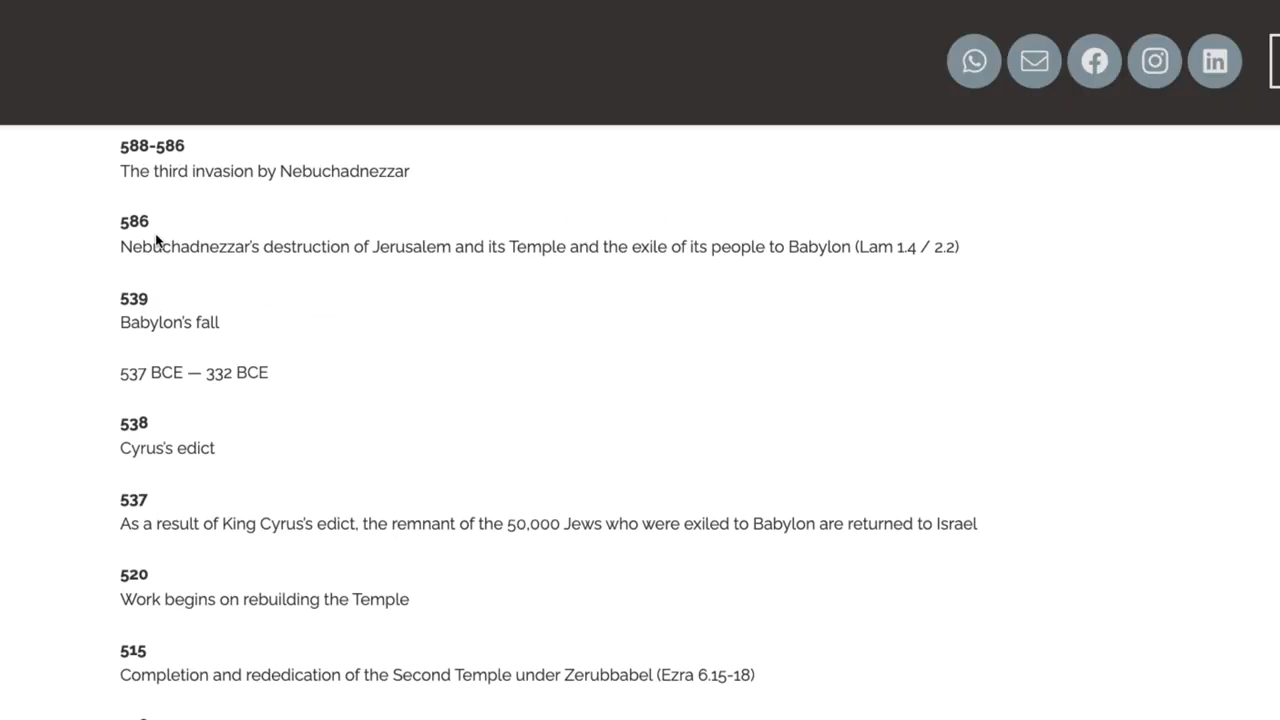 588-586
The third invasion by Nebuchadnezzar
586
Nebuchadnezzar's destruction of Jerusalem and its Temple and the exile of its people to Babylon (Lam 1.4 / 2.2)
539
Babylon's fall
537 BCE — 332 BCE
538
Cyrus's edict
537
As a result of King Cyrus's edict, the remnant of the 50,000 Jews who were exiled to Babylon are returned to Israel
520
Work begins on rebuilding the Temple
515
Completion and rededication of the Second Temple under Zerubbabel (Ezra 6.15-18)